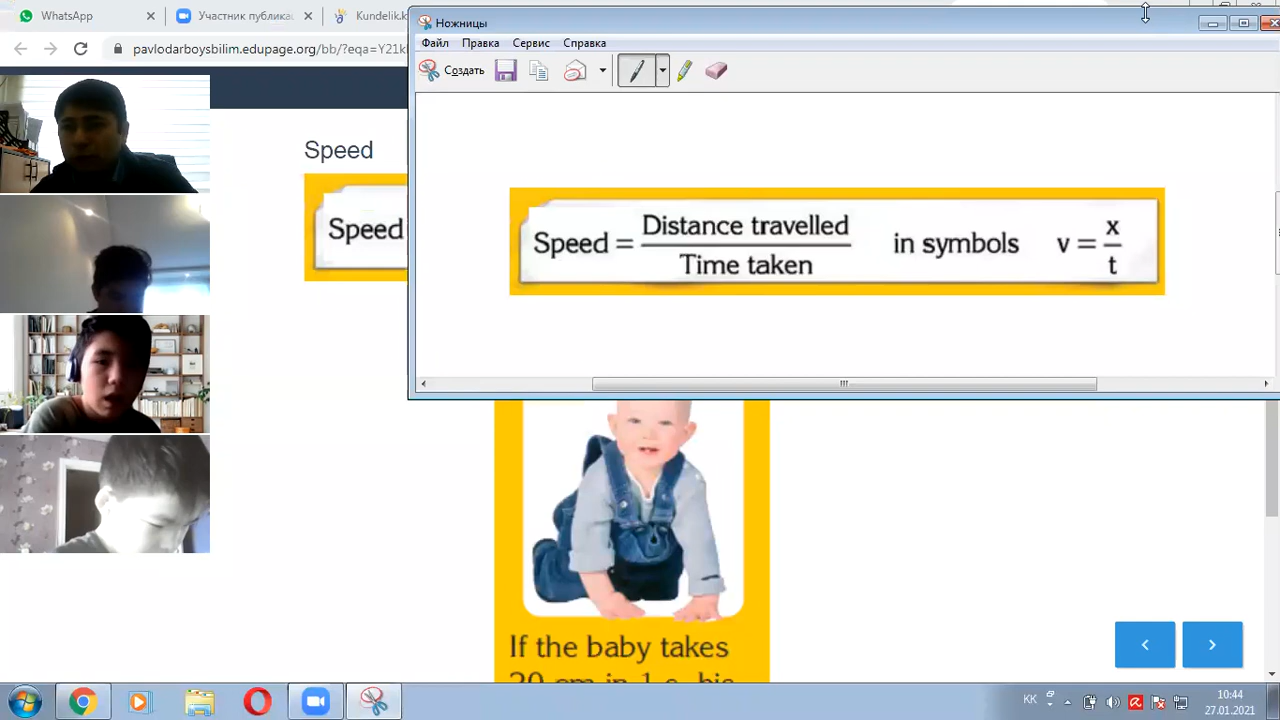 WhatsApp
Участник публика
Kundelik.k
pavlodarboysbilim.edupage.org/bb/?eqa=Y21k
Ножницы
Файл Правка Сервис Справка
Создать
Speed
Speed
Speed = Distance travelled / Time taken in symbols v = x / t
If the baby takes
KK
10:44
27.01.2021